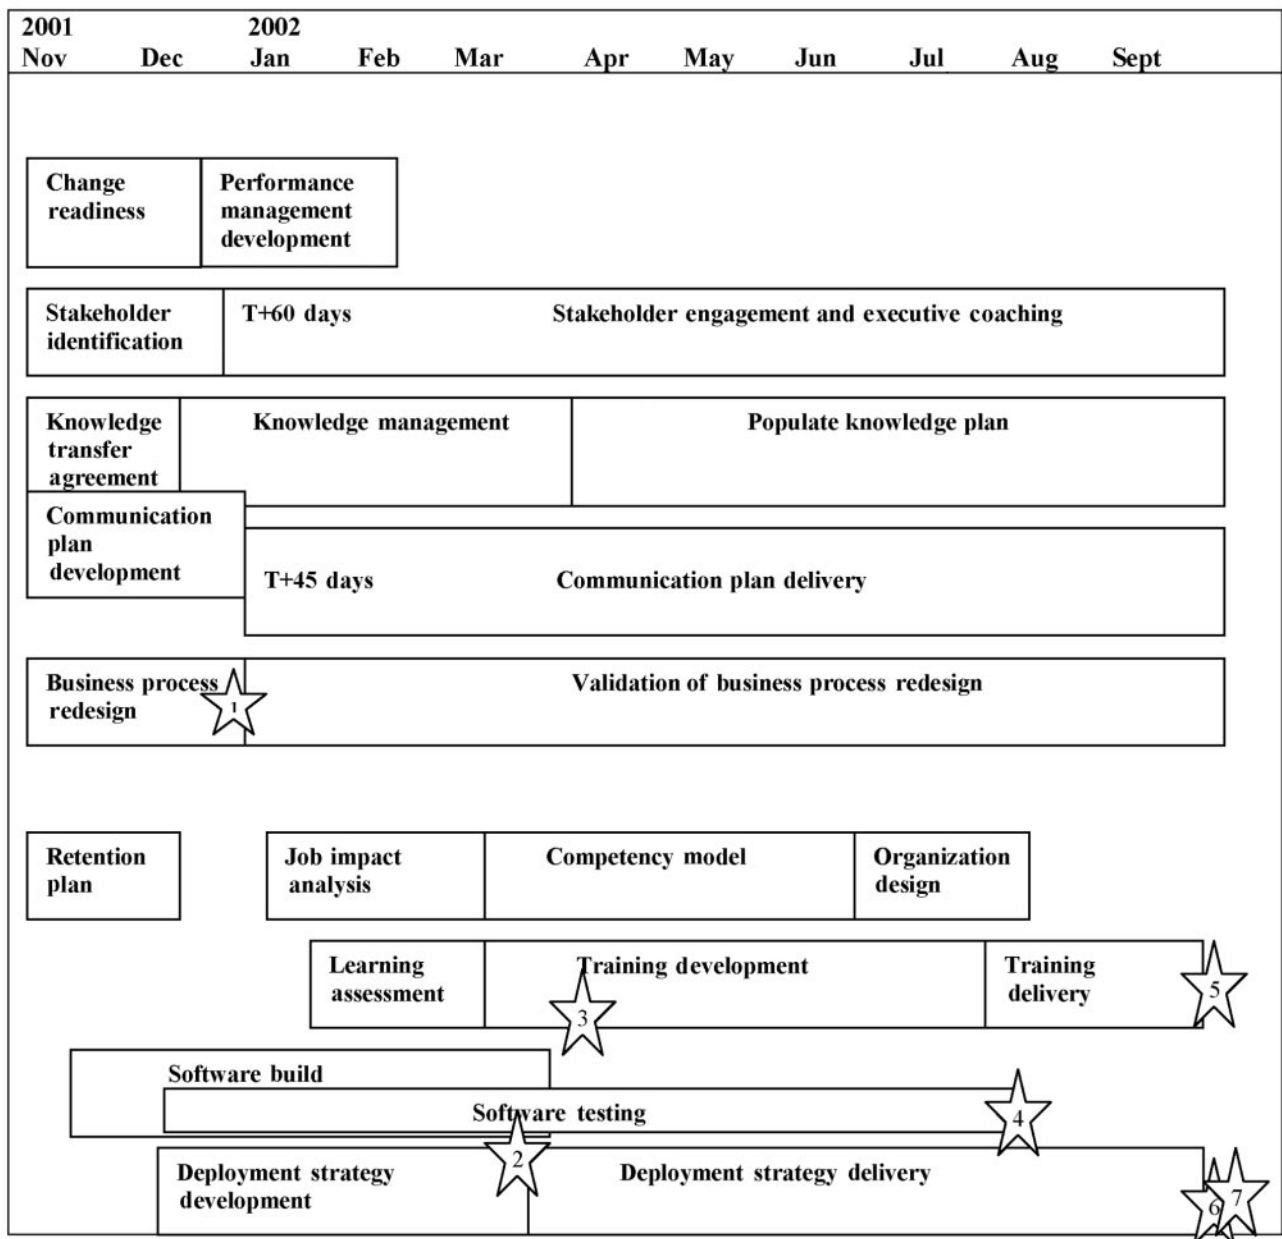 2001 2002
Nov Dec Jan Feb Mar Apr May Jun Jul Aug Sept
Change
readiness
Performance
management
development
Stakeholder
identification
T+60 days
Stakeholder engagement and executive coaching
Knowledge
transfer
agreement
Knowledge management
Populate knowledge plan
Communication
plan
development
T+45 days
Communication plan delivery
Business process
redesign
1
Validation of business process redesign
Retention
plan
Job impact
analysis
Competency model
Organization
design
Learning
assessment
Training development
3
Training
delivery
5
Software build
Software testing
4
2
Deployment strategy
development
Deployment strategy delivery
6
7